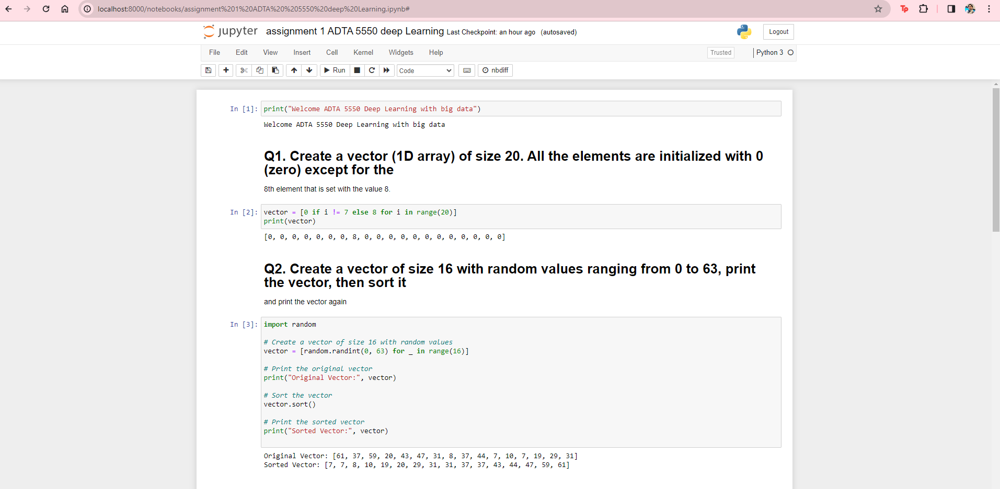 localhost:8000/notebooks/assignment%201%20ADTA%20%205550%20deep%20Learning.ipynb#
Tp
jupyter assignment 1 ADTA 5550 deep Learning Last Checkpoint: an hour ago (autosaved)
Logout
File Edit View Insert Cell Kernel Widgets Help
Trusted
Python 3
Run
Code
nbdiff
In [1]: print("Welcome ADTA 5550 Deep Learning with big data")
Welcome ADTA 5550 Deep Learning with big data
Q1. Create a vector (1D array) of size 20. All the elements are initialized with 0
(zero) except for the
8th element that is set with the value 8.
In [2]: vector = [0 if i != 7 else 8 for i in range(20)]
print(vector)
[0, 0, 0, 0, 0, 0, 0, 8, 0, 0, 0, 0, 0, 0, 0, 0, 0, 0, 0, 0]
Q2. Create a vector of size 16 with random values ranging from 0 to 63, print
the vector, then sort it
and print the vector again
In [3]: import random
# Create a vector of size 16 with random values
vector = [random.randint(0, 63) for _ in range(16)]
# Print the original vector
print("Original Vector:", vector)
# Sort the vector
vector.sort()
# Print the sorted vector
print("Sorted Vector:", vector)
Original Vector: [61, 37, 59, 20, 43, 47, 31, 8, 37, 44, 7, 10, 7, 19, 29, 31]
Sorted Vector: [7, 7, 8, 10, 19, 20, 29, 31, 31, 37, 37, 43, 44, 47, 59, 61]